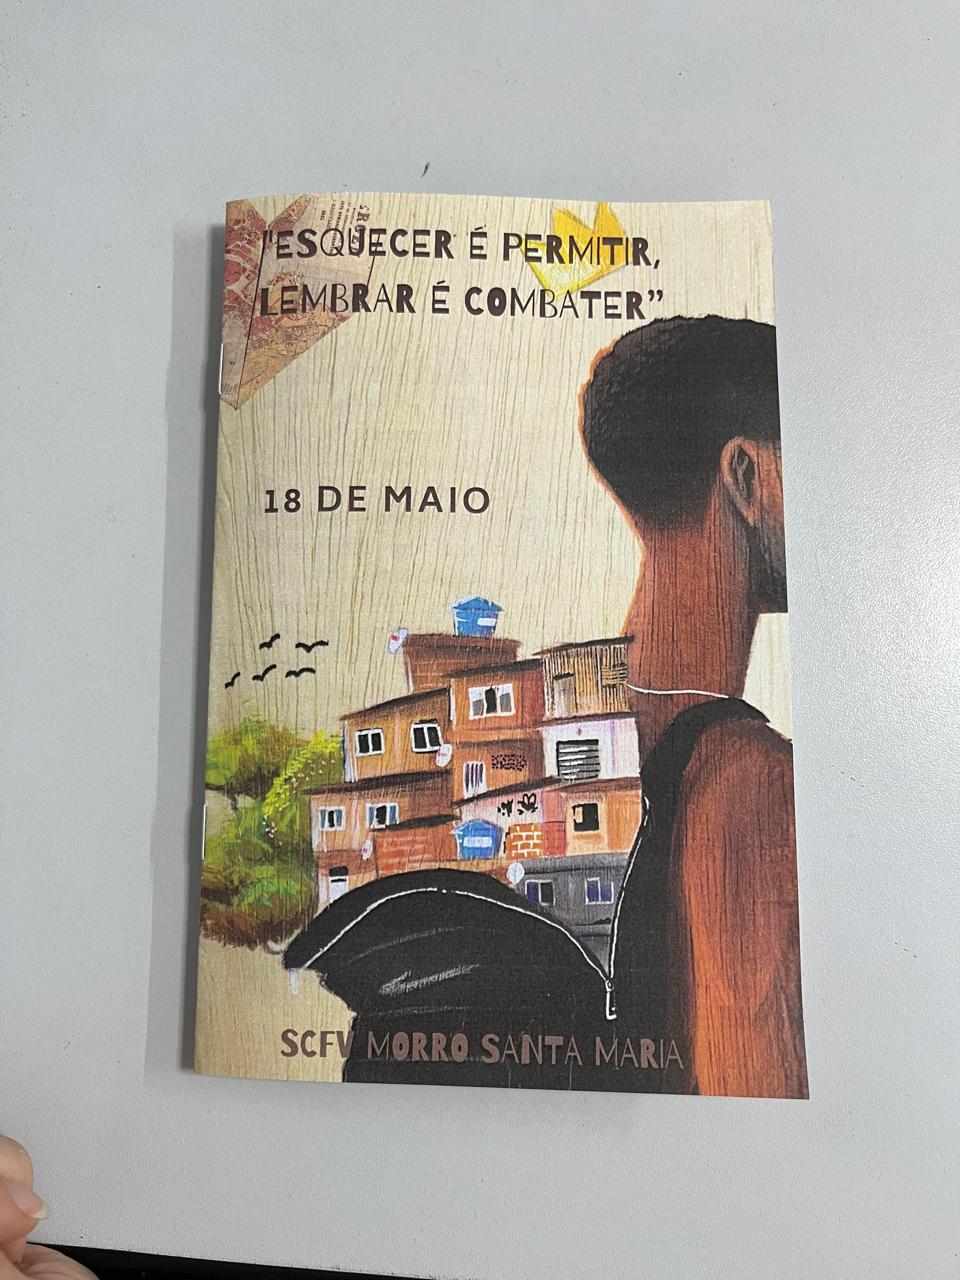 "ESQUECER É PERMITIR,
LEMBRAR É COMBATER”
18 DE MAIO
SCFV MORRO SANTA MARIA